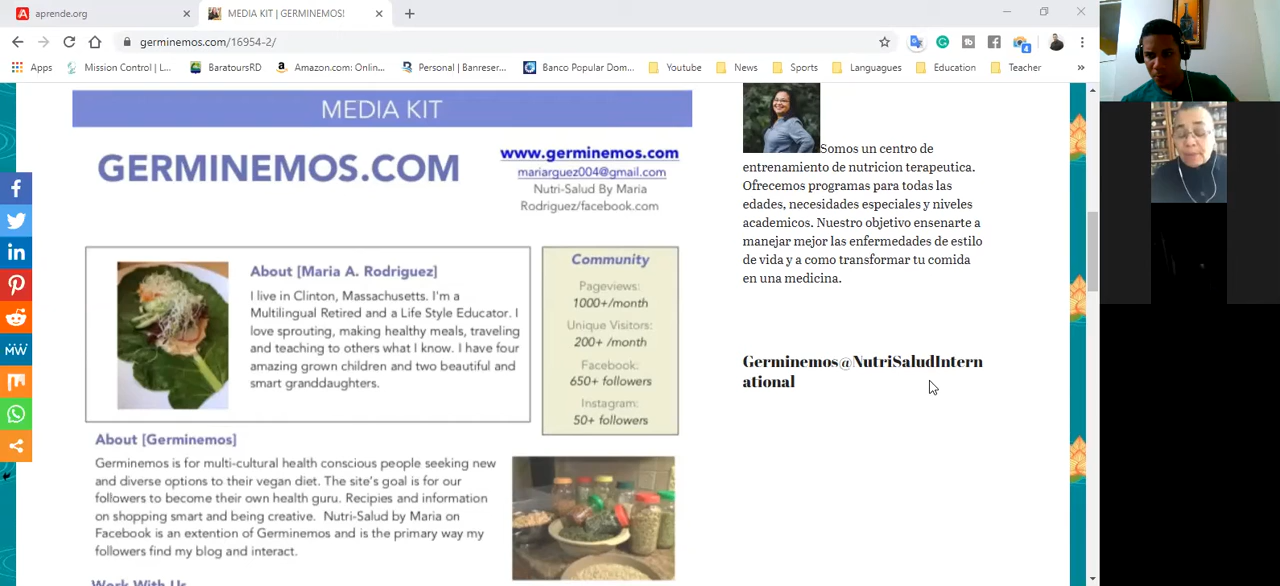 aprende.org
MEDIA KIT | GERMINEMOS!
germinemos.com/16954-2/
Apps
Mission Control | L...
BaratoursRD
Amazon.com: Onlin...
Personal | Banreser...
Banco Popular Dom...
Youtube
News
Sports
Languagues
Education
Teacher
»
MEDIA KIT
GERMINEMOS.COM
www.germinemos.com
mariarguez004@gmail.com
Nutri-Salud By Maria
Rodriguez/facebook.com
About [Maria A. Rodriguez]
I live in Clinton, Massachusetts. I'm a
Multilingual Retired and a Life Style Educator. I
love sprouting, making healthy meals, traveling
and teaching to others what I know. I have four
amazing grown children and two beautiful and
smart granddaughters.
Community
Pageviews:
1000+/month
Unique Visitors:
200+ /month
Facebook:
650+ followers
Instagram:
50+ followers
About [Germinemos]
Germinemos is for multi-cultural health conscious people seeking new
and diverse options to their vegan diet. The site's goal is for our
followers to become their own health guru. Recipies and information
on shopping smart and being creative. Nutri-Salud by Maria on
Facebook is an extention of Germinemos and is the primary way my
followers find my blog and interact.
Work With Us
Somos un centro de
entrenamiento de nutricion terapeutica.
Ofrecemos programas para todas las
edades, necesidades especiales y niveles
academicos. Nuestro objetivo ensenarte a
manejar mejor las enfermedades de estilo
de vida y a como transformar tu comida
en una medicina.
Germinemos@NutriSaludIntern
ational
MW